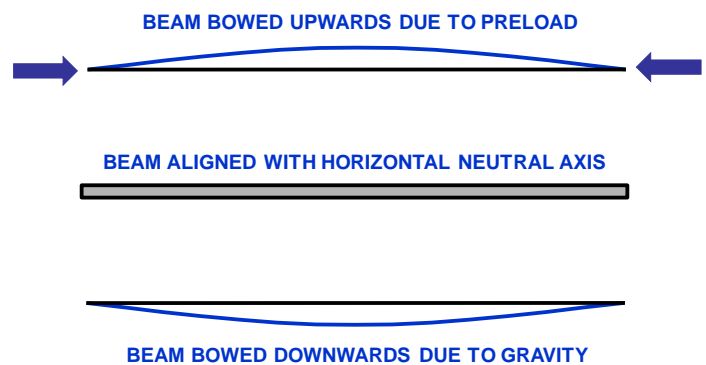 BEAM BOWED UPWARDS DUE TO PRELOAD
BEAM ALIGNED WITH HORIZONTAL NEUTRAL AXIS
BEAM BOWED DOWNWARDS DUE TO GRAVITY